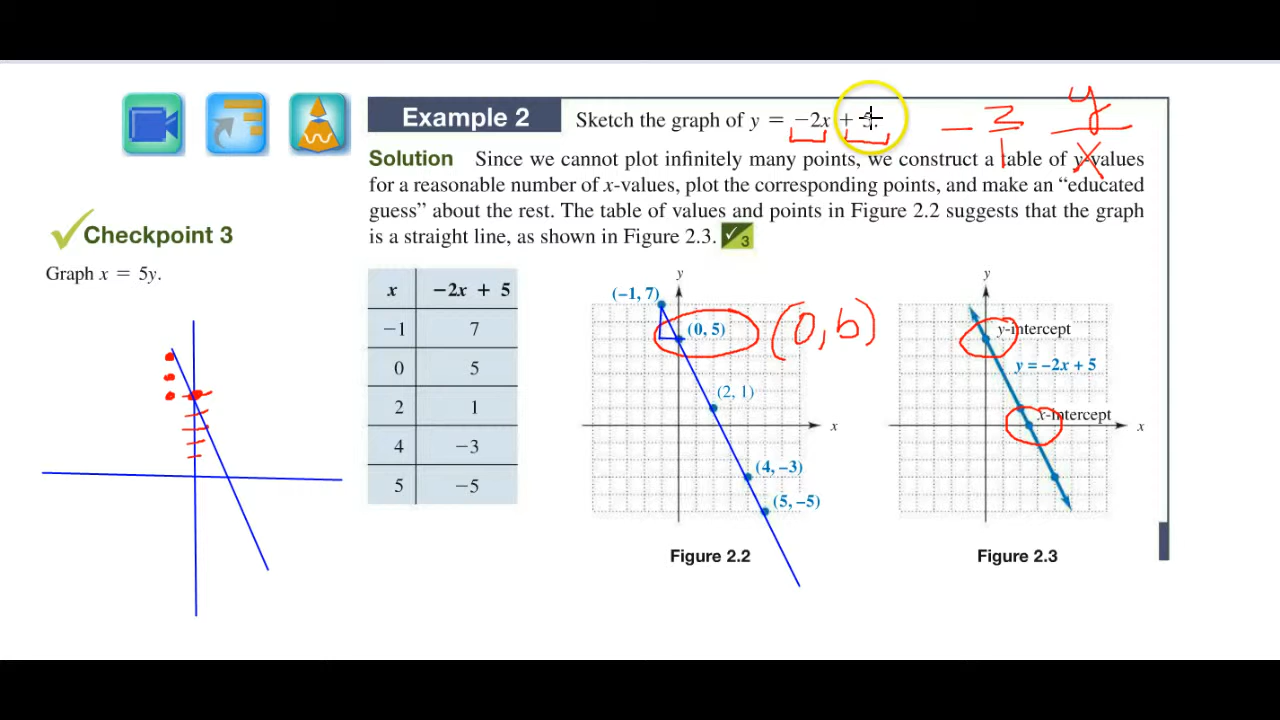 Example 2
Sketch the graph of y = −2x + 5.
− 2/1 y/x
Solution Since we cannot plot infinitely many points, we construct a table of y-values
for a reasonable number of x-values, plot the corresponding points, and make an “educated
guess” about the rest. The table of values and points in Figure 2.2 suggests that the graph
is a straight line, as shown in Figure 2.3. 3
Checkpoint 3
Graph x = 5y.
x −2x + 5
−1 7
0 5
2 1
4 −3
5 −5
y
(−1, 7)
(0, 5) (0, b)
(2, 1)
x
(4, −3)
(5, −5)
Figure 2.2
y
y-intercept
y = −2x + 5
x-intercept
x
Figure 2.3